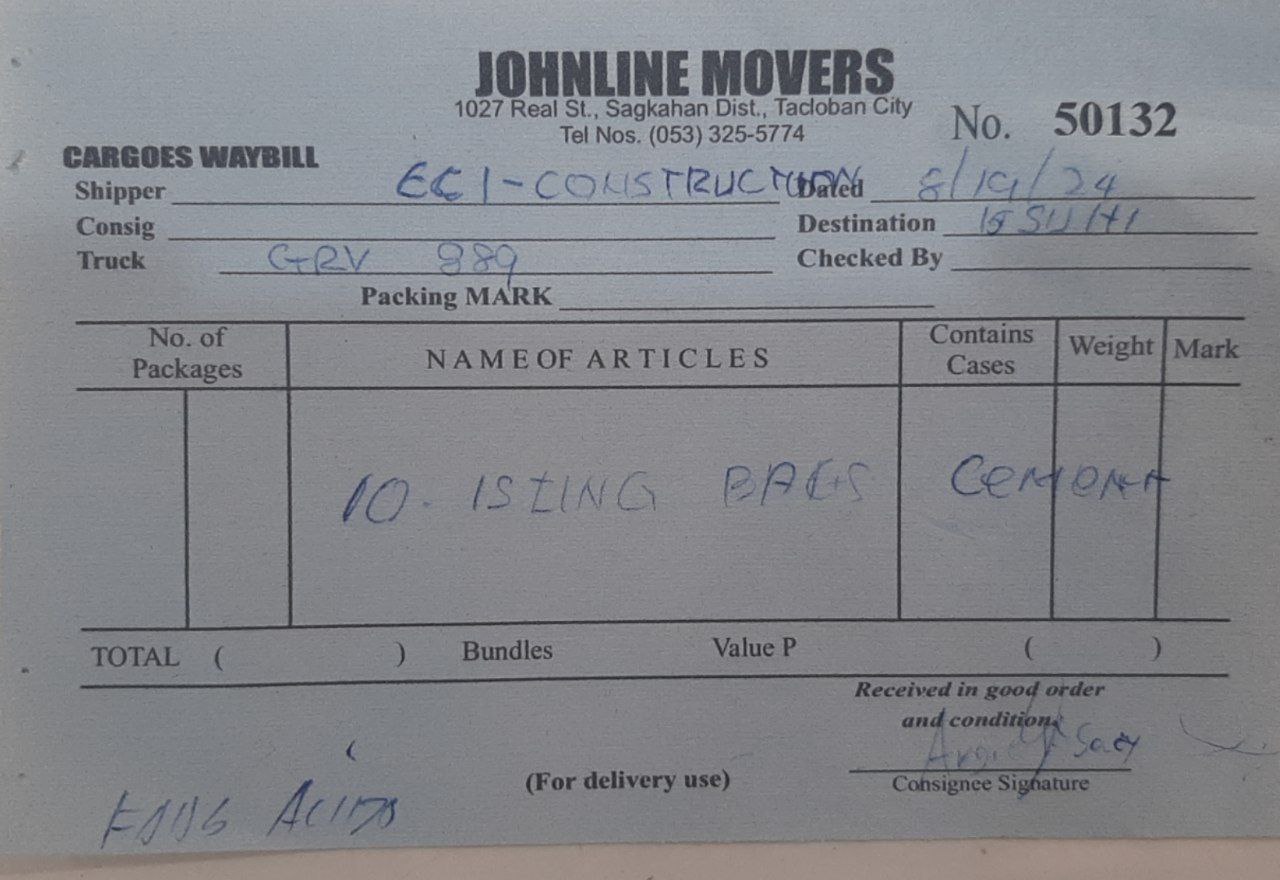 JOHNLINE MOVERS
1027 Real St., Sagkahan Dist., Tacloban City
Tel Nos. (053) 325-5774
No. 50132
CARGOES WAYBILL
Shipper ECI-CONSTRUCTION Dated 8/19/24
Consig Destination
Truck GRV 889 Checked By
Packing MARK
No. of Packages NAME OF ARTICLES Contains Cases Weight Mark
10. ISLING BAGS
TOTAL ( ) Bundles Value P ( )
Received in good order
and condition
(For delivery use)
Consignee Signature